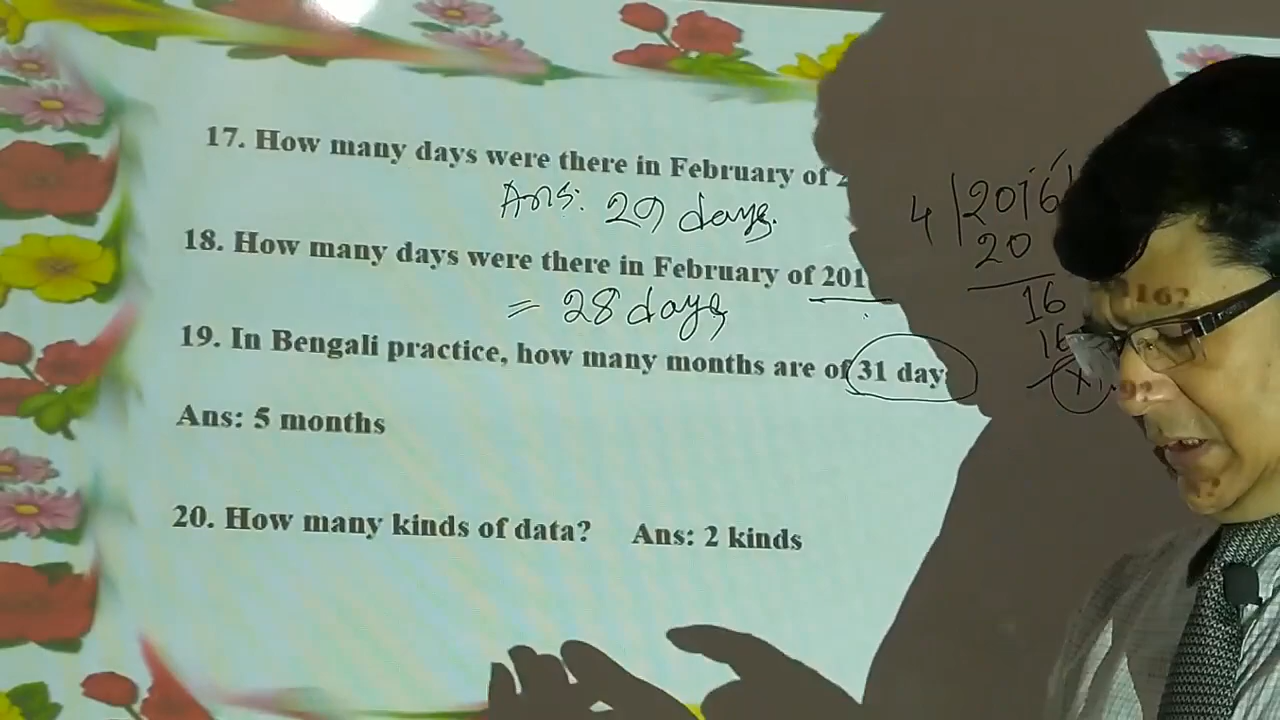 17. How many days were there in February of
Ans: 29 days.
18. How many days were there in February of 201
= 28 days
19. In Bengali practice, how many months are of 31 day
Ans: 5 months
20. How many kinds of data? Ans: 2 kinds
4 2016
20
16
16